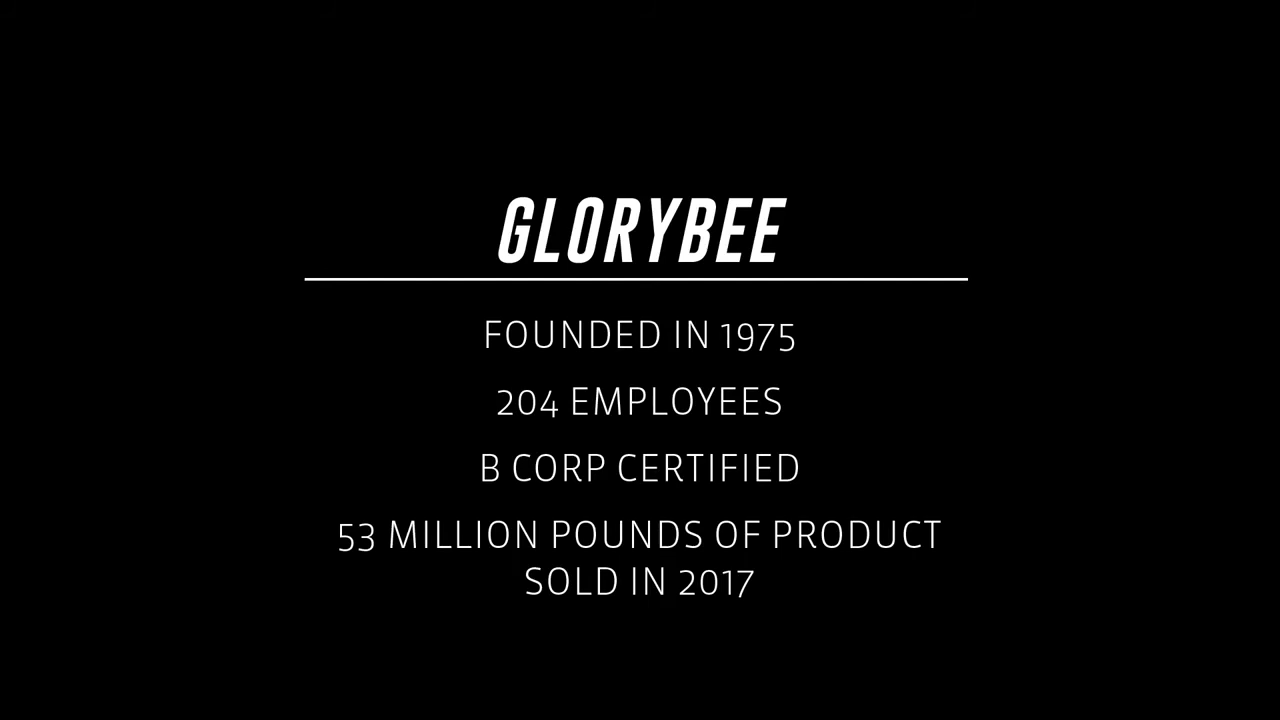 GLORYBEE
FOUNDED IN 1975
204 EMPLOYEES
B CORP CERTIFIED
53 MILLION POUNDS OF PRODUCT
SOLD IN 2017